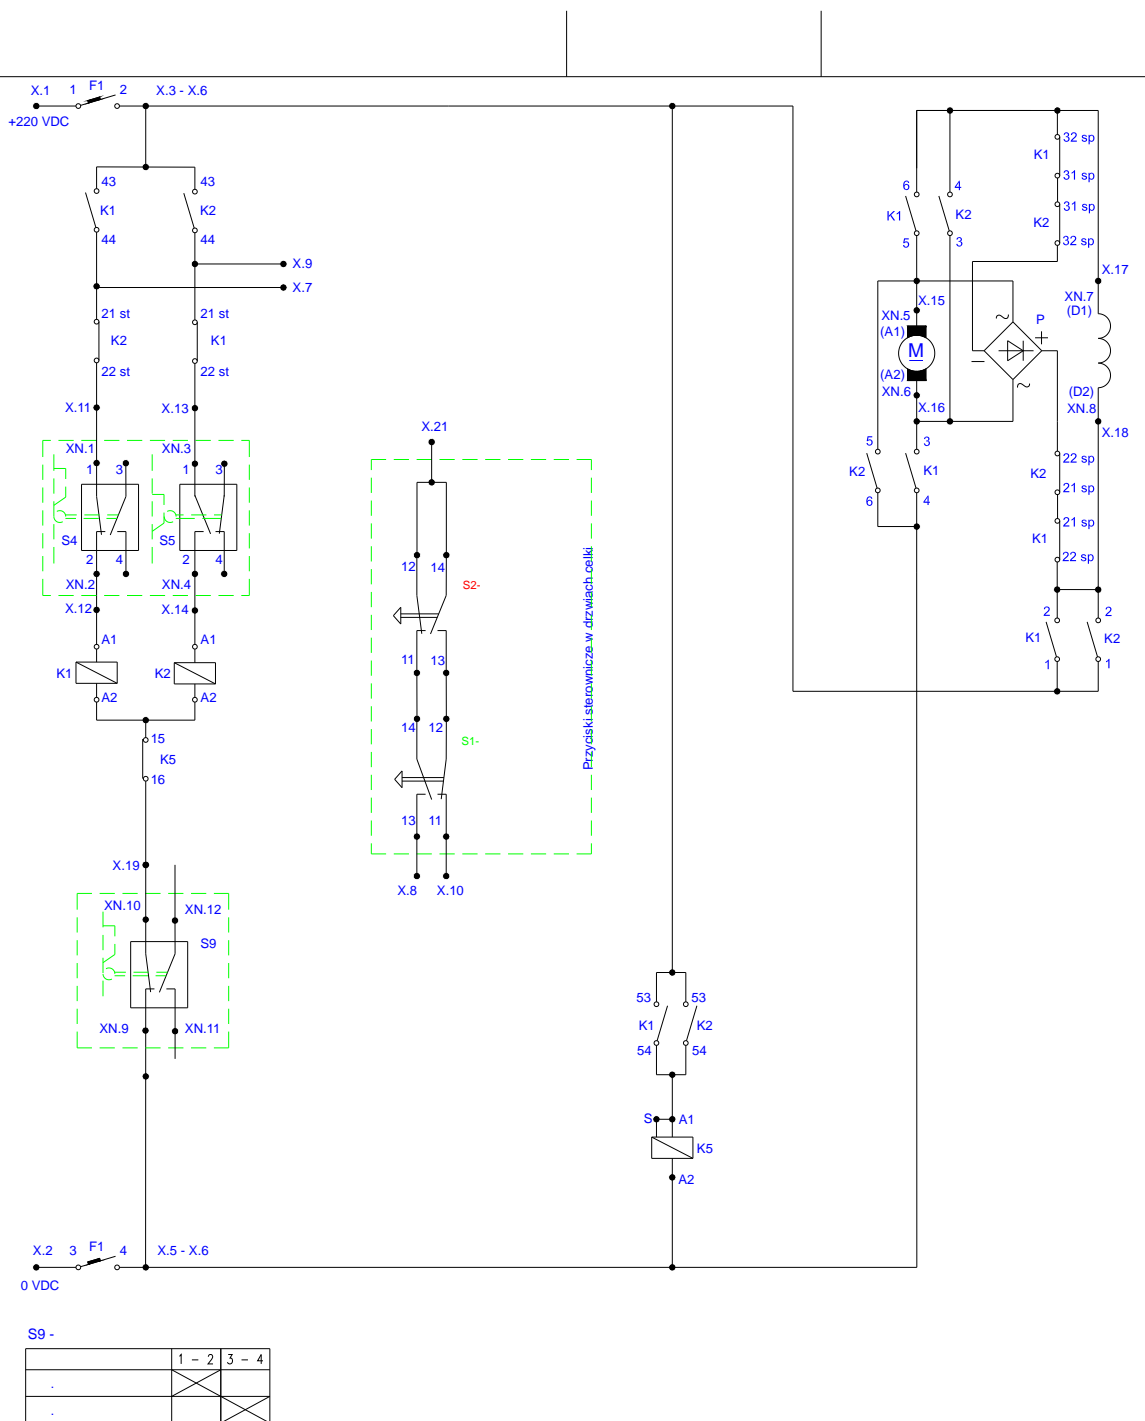 X.1 1 F1 2 X.3 - X.6
+220 VDC
43 43
K1 K2
44 44
X.9
X.7
21 st 21 st
K2 K1
22 st 22 st
X.11 X.13
XN.1 XN.3
1 3 1 3
S4 S5
2 4 2 4
XN.2 XN.4
X.12 X.14
A1 A1
K1 K2
A2 A2
15
K5
16
X.19
XN.10 XN.12
S9
XN.9 XN.11
X.2 3 F1 4 X.5 - X.6
0 VDC
X.21
12 14
S2-
11 13
14 12
S1-
13 11
X.8 X.10
Przyciski sterownicze w drzwiach celki
53 53
K1 K2
54 54
S A1
K5
A2
6 4
K1 K2
5 3
32 sp
K1
31 sp
31 sp
K2
32 sp
X.17
XN.7
(D1)
X.15
XN.5
(A1)
M
(A2)
XN.6
X.16
~ P
+
−
~
(D2)
XN.8
X.18
5 3
K2 K1
6 4
22 sp
K2
21 sp
21 sp
K1
22 sp
2 2
K1 K2
1 1
S9 -
1 - 2 3 - 4
.
.